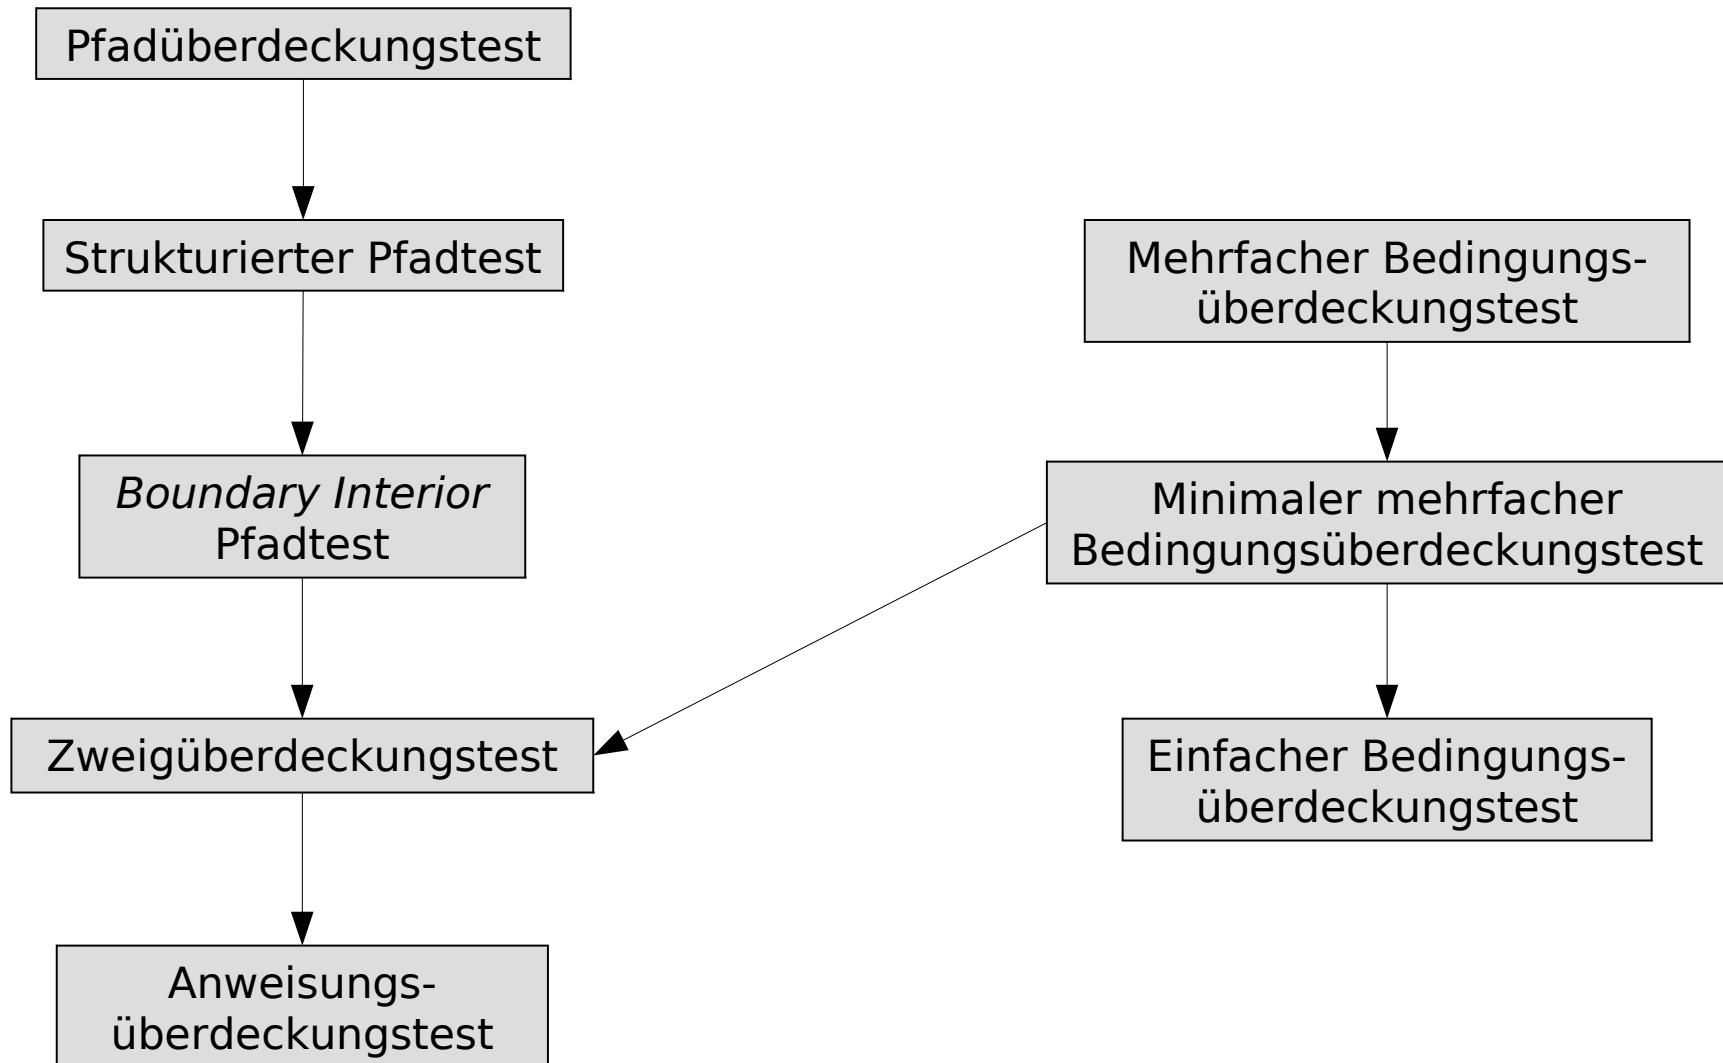 Pfadüberdeckungstest
Strukturierter Pfadtest
Mehrfacher Bedingungs-
überdeckungstest
Boundary Interior
Pfadtest
Minimaler mehrfacher
Bedingungsüberdeckungstest
Zweigüberdeckungstest
Einfacher Bedingungs-
überdeckungstest
Anweisungs-
überdeckungstest